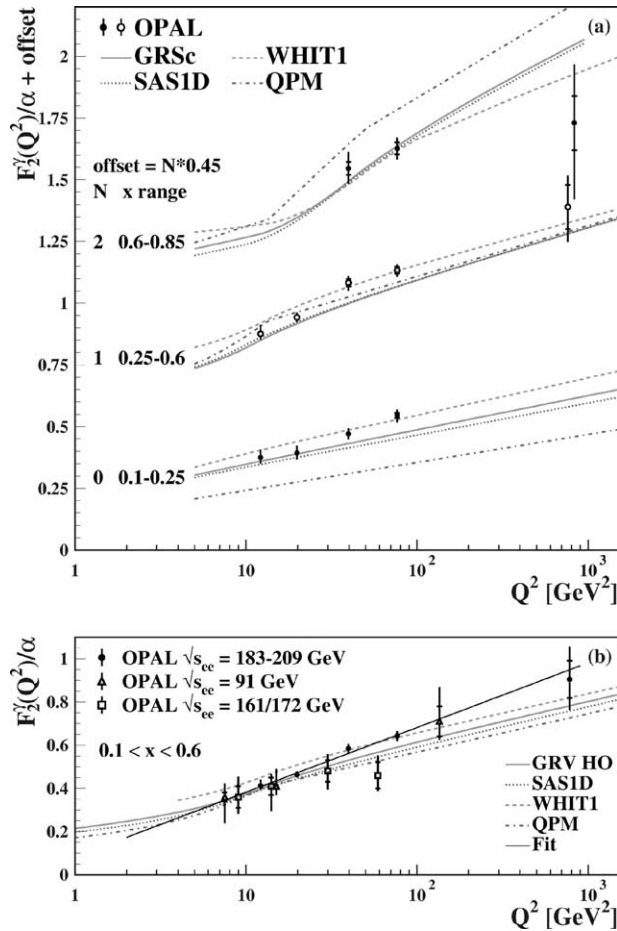 F₂^γ(Q²)/α + offset
(a)
OPAL
GRSc WHIT1
SAS1D QPM
offset = N*0.45
N x range
2 0.6-0.85
1 0.25-0.6
0 0.1-0.25
2
1.75
1.5
1.25
1
0.75
0.5
0.25
0
1 10 10² 10³
Q² [GeV²]
F₂^γ(Q²)/α
(b)
OPAL √s_ee = 183-209 GeV
OPAL √s_ee = 91 GeV
OPAL √s_ee = 161/172 GeV
0.1 < x < 0.6
GRV HO
SAS1D
WHIT1
QPM
Fit
1
0.8
0.6
0.4
0.2
0
1 10 10² 10³
Q² [GeV²]